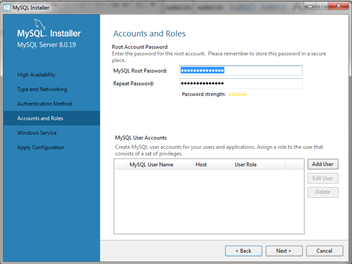 MySQL Installer
MySQL. Installer
MySQL Server 8.0.19
High Availability
Type and Networking
Authentication Method
Accounts and Roles
Windows Service
Apply Configuration
Accounts and Roles
Root Account Password
Enter the password for the root account. Please remember to store this password in a secure
place.
MySQL Root Password:
Repeat Password:
Password strength: Medium
MySQL User Accounts
Create MySQL user accounts for your users and applications. Assign a role to the user that
consists of a set of privileges.
MySQL User Name Host User Role
Add User
Edit User
Delete
< Back Next > Cancel